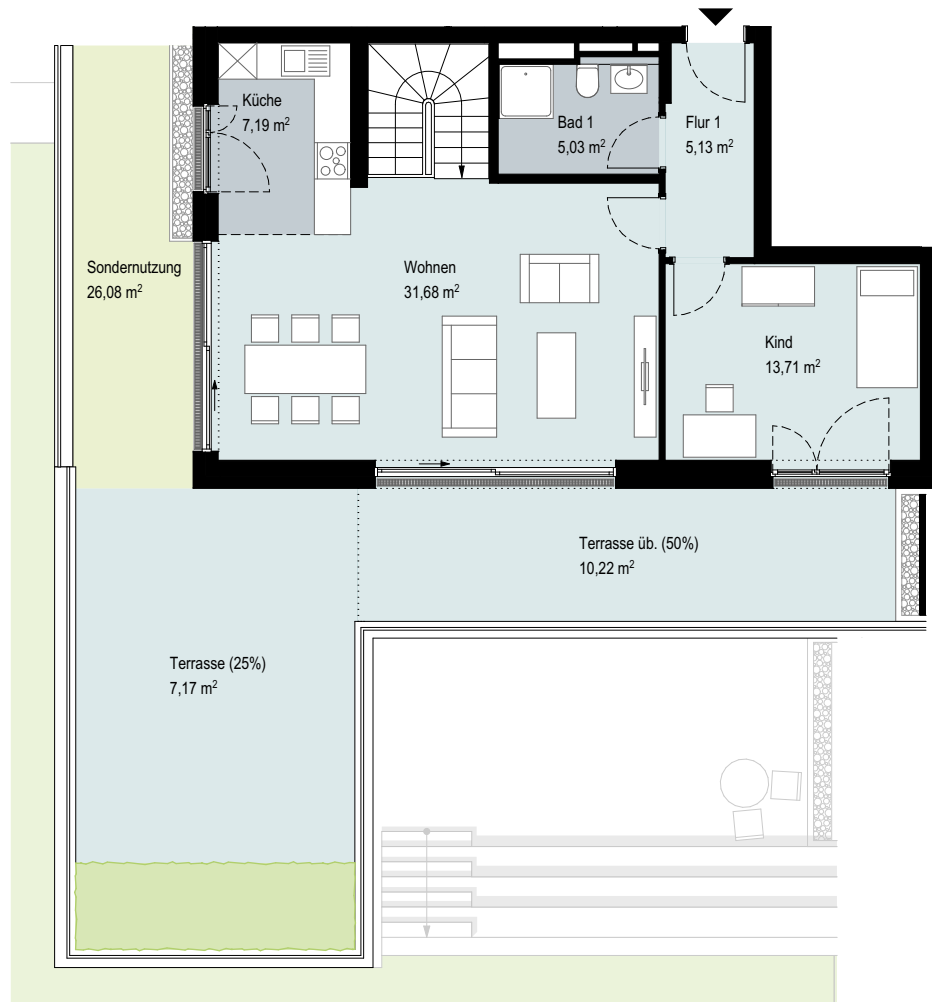 Küche
7,19 m²
Bad 1
5,03 m²
Flur 1
5,13 m²
Sondernutzung
26,08 m²
Wohnen
31,68 m²
Kind
13,71 m²
Terrasse üb. (50%)
10,22 m²
Terrasse (25%)
7,17 m²